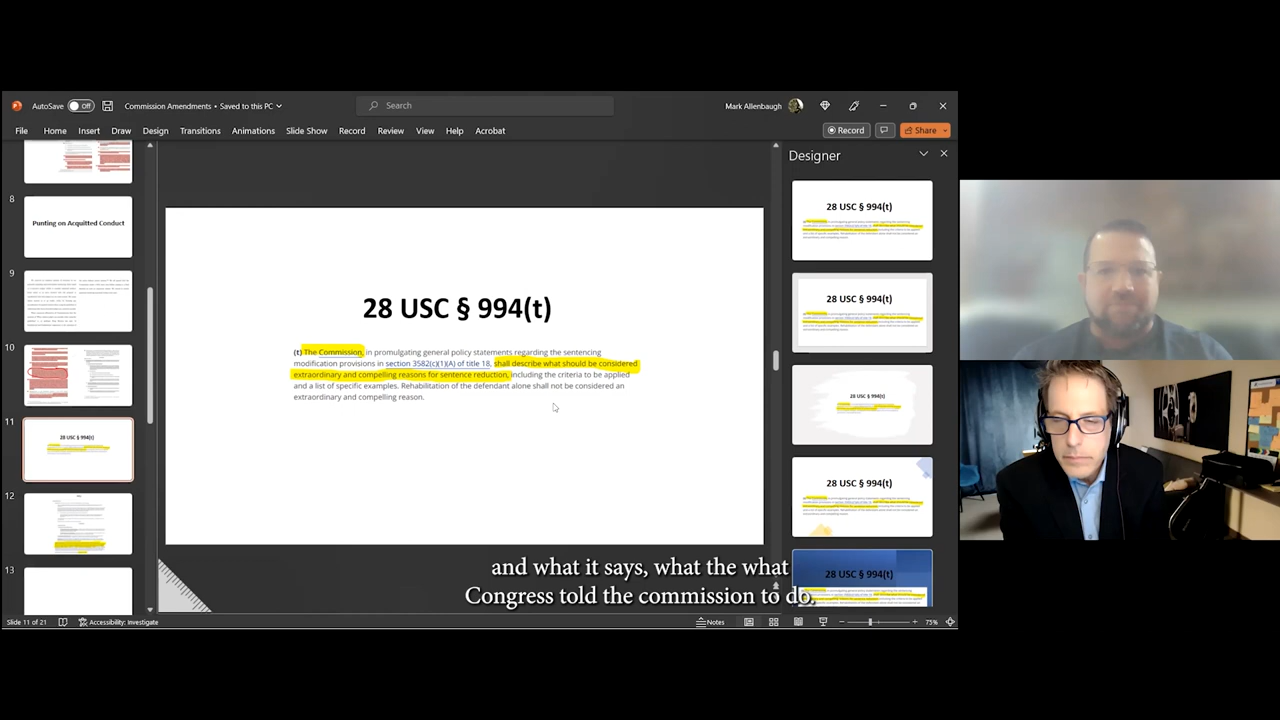 AutoSave Off Commission Amendments • Saved to this PC Search Mark Allenbaugh
File Home Insert Draw Design Transitions Animations Slide Show Record Review View Help Acrobat Record Share
8
Punting on Acquitted Conduct
9
10
11
28 USC § 994(t)
12
13
28 USC § 994(t)
(t) The Commission, in promulgating general policy statements regarding the sentencing
modification provisions in section 3582(c)(1)(A) of title 18, shall describe what should be considered
extraordinary and compelling reasons for sentence reduction, including the criteria to be applied
and a list of specific examples. Rehabilitation of the defendant alone shall not be considered an
extraordinary and compelling reason.
Designer
28 USC § 994(t)
28 USC § 994(t)
28 USC § 994(t)
28 USC § 994(t)
28 USC § 994(t)
and what it says, what the what
Congress told the commission to do.
Slide 11 of 21 Accessibility: Investigate Notes 75%